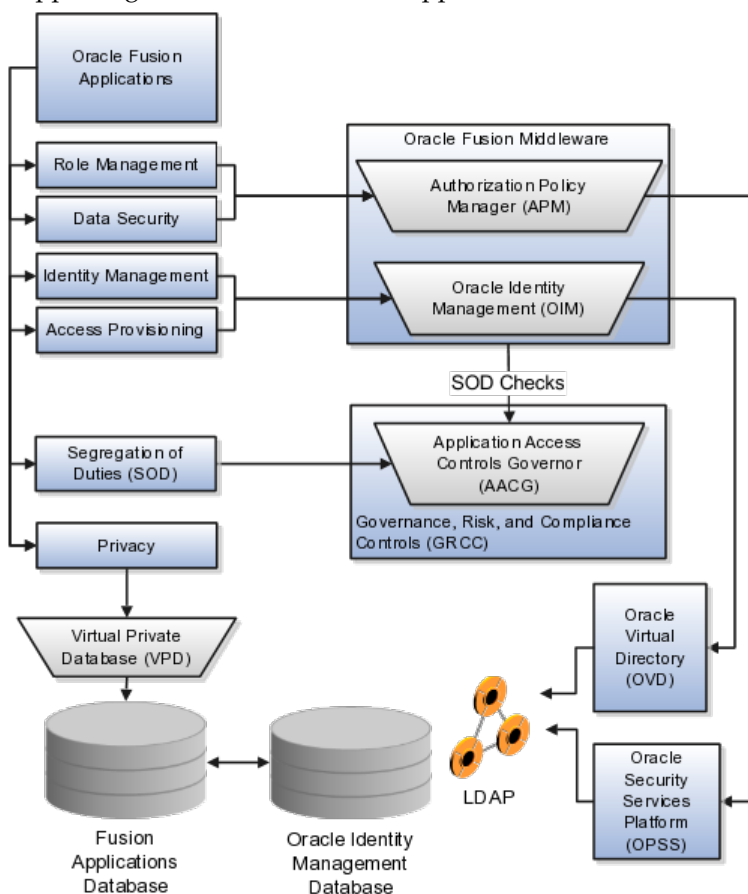 Oracle Fusion
Applications
Role Management
Data Security
Identity Management
Access Provisioning
Oracle Fusion Middleware
Authorization Policy
Manager (APM)
Oracle Identity
Management (OIM)
SOD Checks
Segregation of
Duties (SOD)
Application Access
Controls Governor
(AACG)
Governance, Risk, and Compliance
Controls (GRCC)
Privacy
Virtual Private
Database (VPD)
Oracle
Virtual
Directory
(OVD)
LDAP
Oracle
Security
Services
Platform
(OPSS)
Fusion
Applications
Database
Oracle Identity
Management
Database